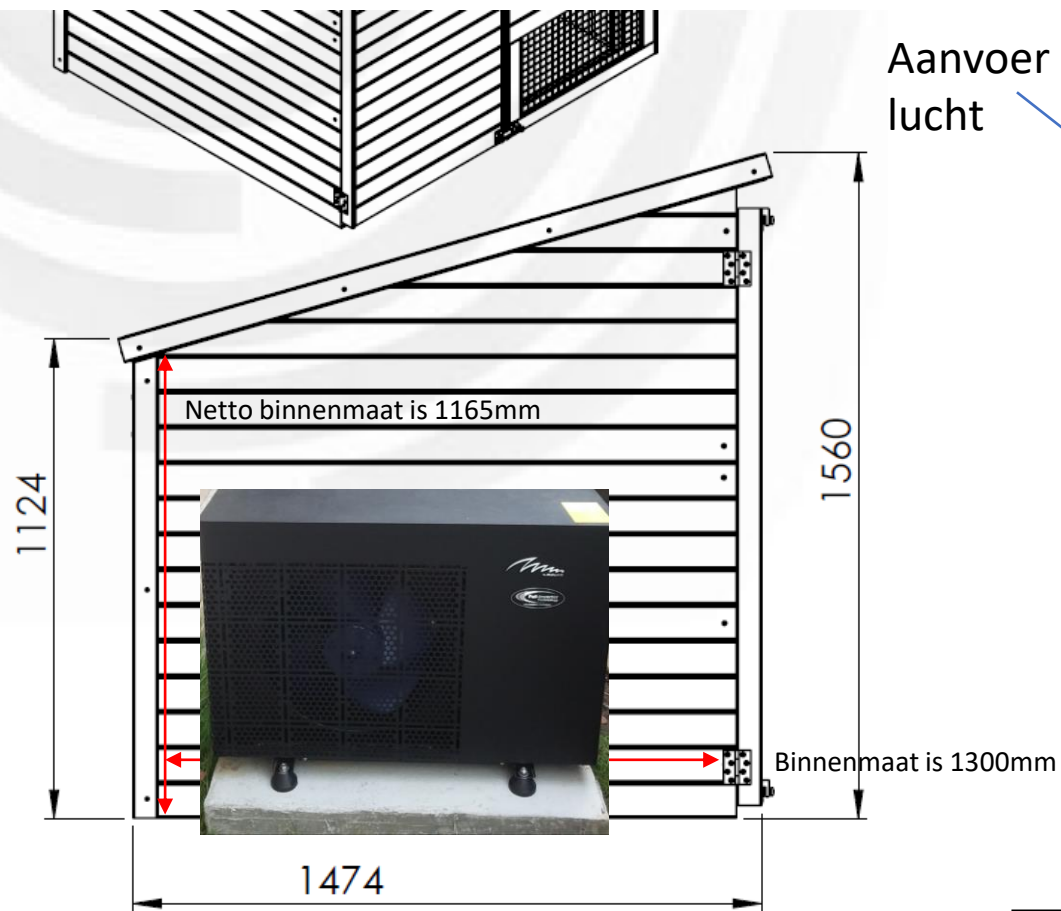 Aanvoer
lucht
Netto binnenmaat is 1165mm
1124
1560
Binnenmaat is 1300mm
1474